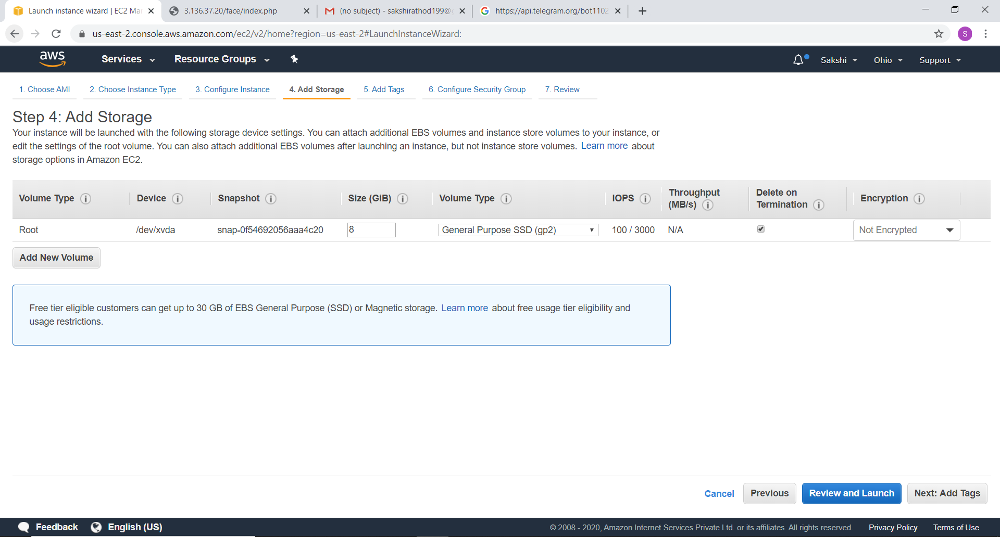 Launch instance wizard | EC2 Ma
3.136.37.20/face/index.php
(no subject) - sakshirathod199@
https://api.telegram.org/bot1102
us-east-2.console.aws.amazon.com/ec2/v2/home?region=us-east-2#LaunchInstanceWizard:
S
aws
Services
Resource Groups
Sakshi
Ohio
Support
1. Choose AMI
2. Choose Instance Type
3. Configure Instance
4. Add Storage
5. Add Tags
6. Configure Security Group
7. Review
Step 4: Add Storage
Your instance will be launched with the following storage device settings. You can attach additional EBS volumes and instance store volumes to your instance, or
edit the settings of the root volume. You can also attach additional EBS volumes after launching an instance, but not instance store volumes. Learn more about
storage options in Amazon EC2.
Volume Type
Device
Snapshot
Size (GiB)
Volume Type
IOPS
Throughput
(MB/s)
Delete on
Termination
Encryption
Root
/dev/xvda
snap-0f54692056aaa4c20
8
General Purpose SSD (gp2)
100 / 3000
N/A
Not Encrypted
Add New Volume
Free tier eligible customers can get up to 30 GB of EBS General Purpose (SSD) or Magnetic storage. Learn more about free usage tier eligibility and
usage restrictions.
Cancel
Previous
Review and Launch
Next: Add Tags
Feedback
English (US)
© 2008 - 2020, Amazon Internet Services Private Ltd. or its affiliates. All rights reserved.
Privacy Policy
Terms of Use